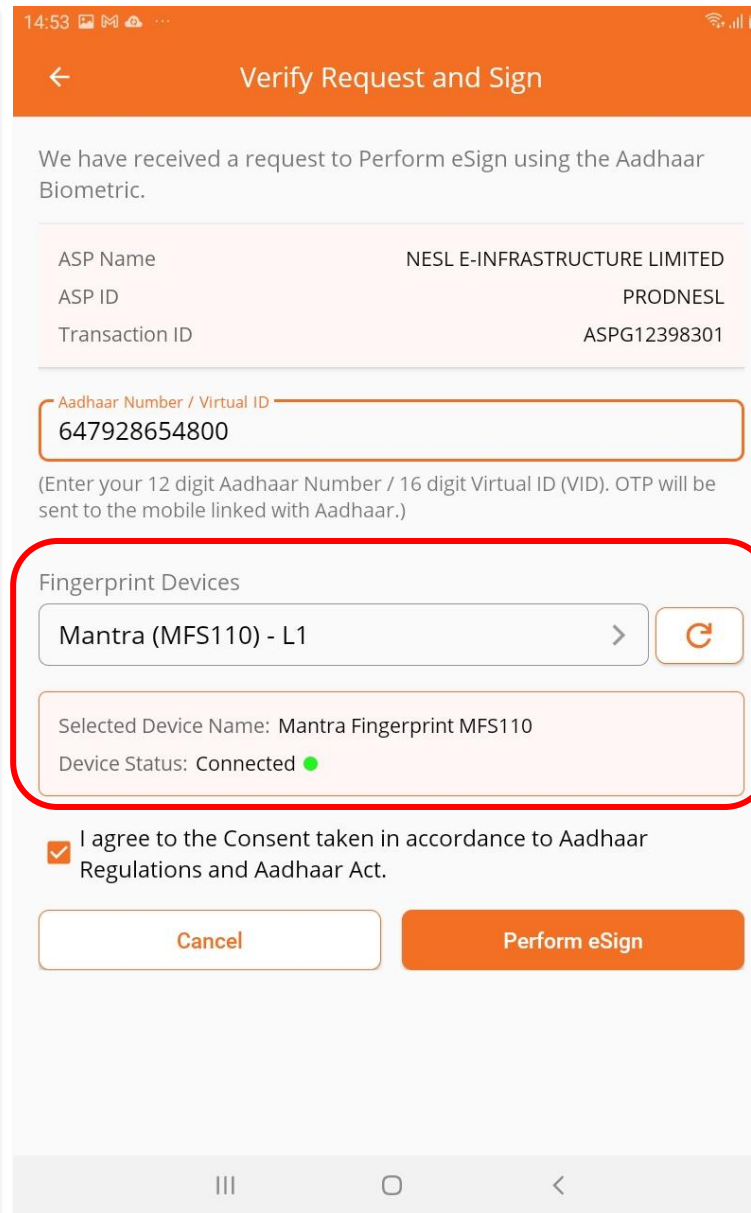 14:53
Verify Request and Sign
We have received a request to Perform eSign using the Aadhaar
Biometric.
ASP Name NESL E-INFRASTRUCTURE LIMITED
ASP ID PRODNESL
Transaction ID ASPG12398301
Aadhaar Number / Virtual ID
647928654800
(Enter your 12 digit Aadhaar Number / 16 digit Virtual ID (VID). OTP will be
sent to the mobile linked with Aadhaar.)
Fingerprint Devices
Mantra (MFS110) - L1
Selected Device Name: Mantra Fingerprint MFS110
Device Status: Connected
I agree to the Consent taken in accordance to Aadhaar
Regulations and Aadhaar Act.
Cancel Perform eSign